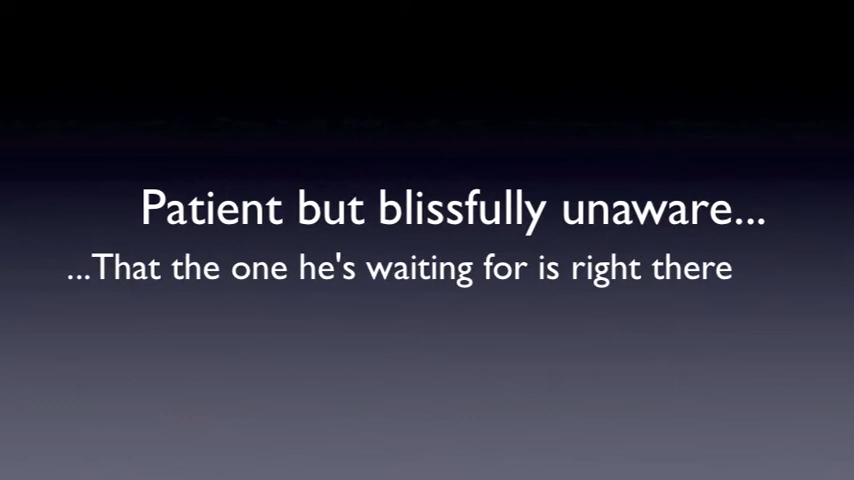 Patient but blissfully unaware...
...That the one he's waiting for is right there